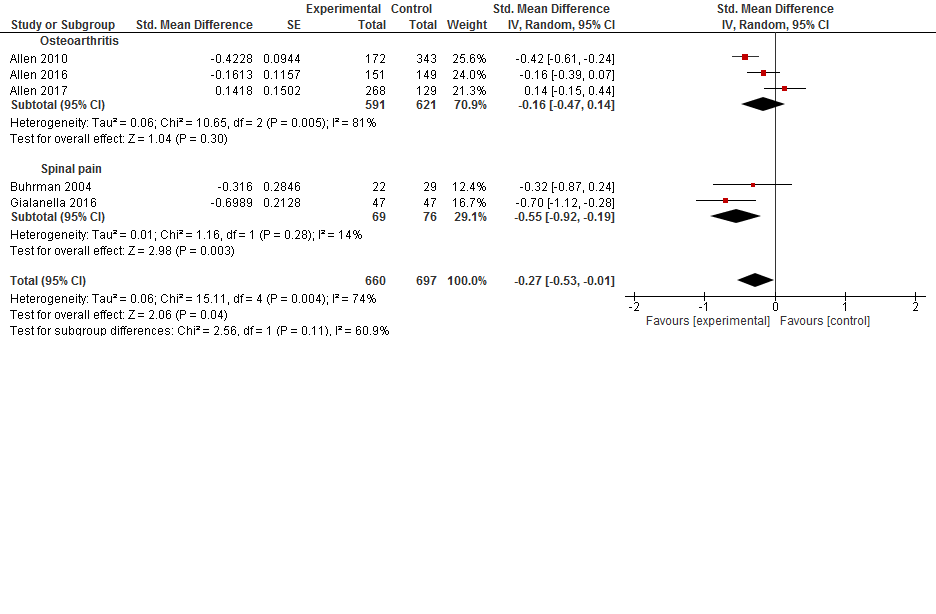 Experimental Control Std. Mean Difference Std. Mean Difference
Study or Subgroup Std. Mean Difference SE Total Total Weight IV, Random, 95% CI IV, Random, 95% CI
Osteoarthritis
Allen 2010 -0.4228 0.0944 172 343 25.6% -0.42 [-0.61, -0.24]
Allen 2016 -0.1613 0.1157 151 149 24.0% -0.16 [-0.39, 0.07]
Allen 2017 0.1418 0.1502 268 129 21.3% 0.14 [-0.15, 0.44]
Subtotal (95% CI) 591 621 70.9% -0.16 [-0.47, 0.14]
Heterogeneity: Tau² = 0.06; Chi² = 10.65, df = 2 (P = 0.005); I² = 81%
Test for overall effect: Z = 1.04 (P = 0.30)
Spinal pain
Buhrman 2004 -0.316 0.2846 22 29 12.4% -0.32 [-0.87, 0.24]
Gialanella 2016 -0.6989 0.2128 47 47 16.7% -0.70 [-1.12, -0.28]
Subtotal (95% CI) 69 76 29.1% -0.55 [-0.92, -0.19]
Heterogeneity: Tau² = 0.01; Chi² = 1.16, df = 1 (P = 0.28); I² = 14%
Test for overall effect: Z = 2.98 (P = 0.003)
Total (95% CI) 660 697 100.0% -0.27 [-0.53, -0.01]
Heterogeneity: Tau² = 0.06; Chi² = 15.11, df = 4 (P = 0.004); I² = 74%
Test for overall effect: Z = 2.06 (P = 0.04)
Test for subgroup differences: Chi² = 2.56, df = 1 (P = 0.11), I² = 60.9%
-2 -1 0 1 2
Favours [experimental] Favours [control]